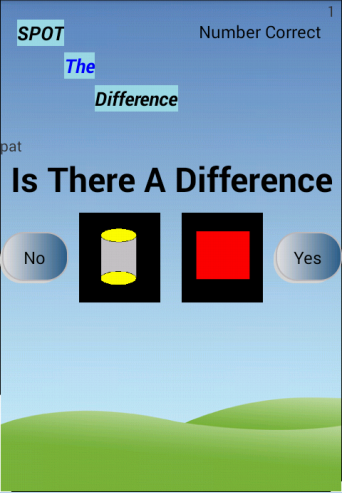 1
SPOT
Number Correct
The
Difference
pat
Is There A Difference
No
Yes